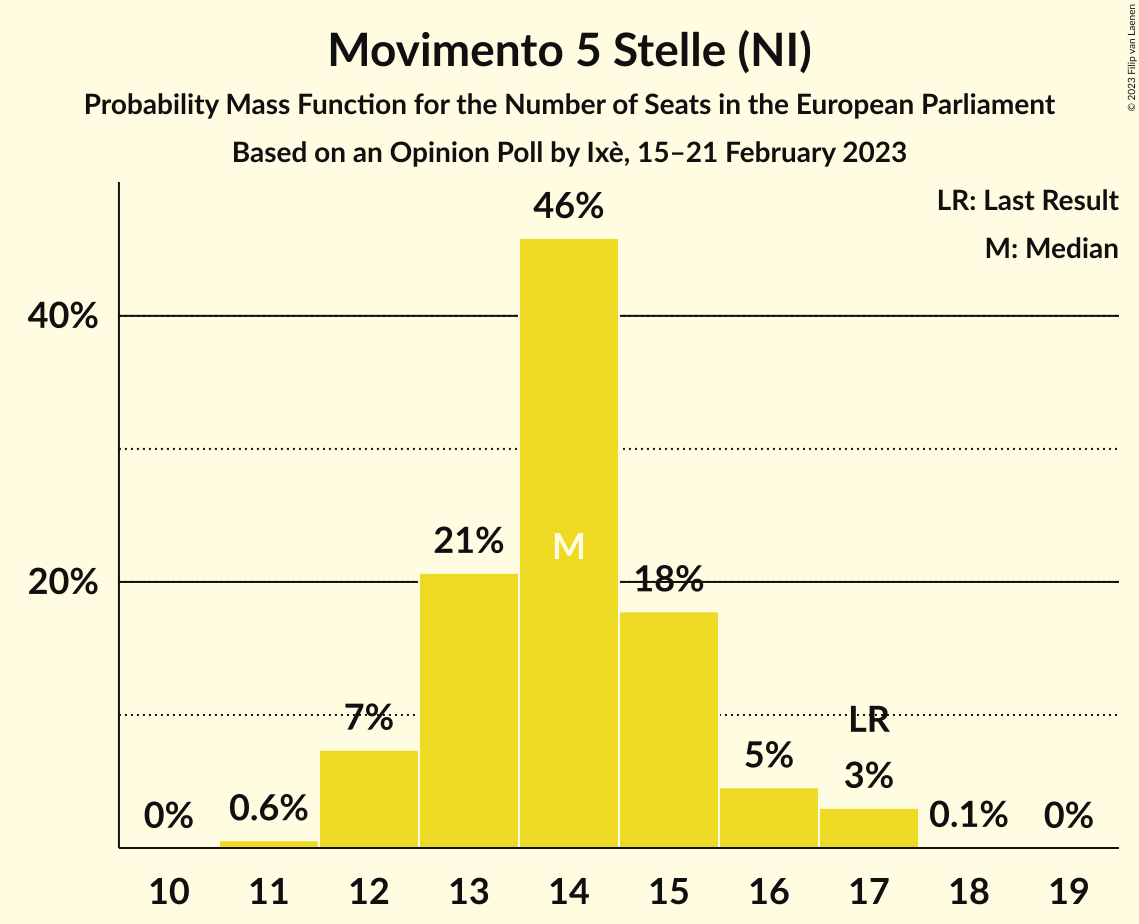 Movimento 5 Stelle (NI)
Probability Mass Function for the Number of Seats in the European Parliament
Based on an Opinion Poll by Ixè, 15–21 February 2023
© 2023 Filip van Laenen
LR: Last Result
M: Median
40%
20%
0%
0.6%
7%
21%
46%
M
18%
5%
LR
3%
0.1%
0%
10 11 12 13 14 15 16 17 18 19